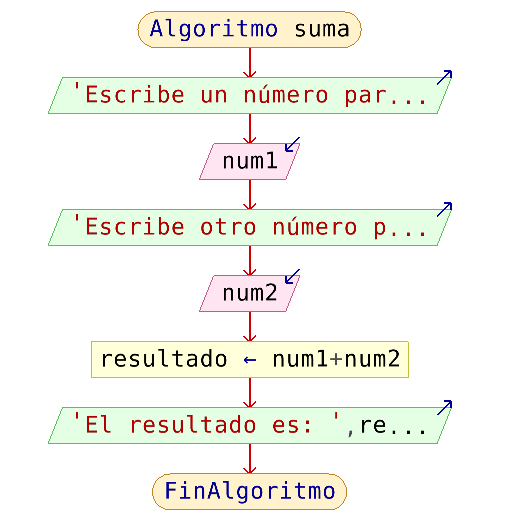 Algoritmo suma
'Escribe un número par...
num1
'Escribe otro número p...
num2
resultado ← num1+num2
'El resultado es: ',re...
FinAlgoritmo